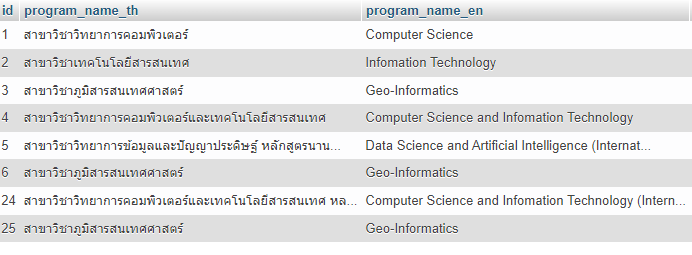 id program_name_th program_name_en
1 สาขาวิชาวิทยาการคอมพิวเตอร์ Computer Science
2 สาขาวิชาเทคโนโลยีสารสนเทศ Infomation Technology
3 สาขาวิชาภูมิสารสนเทศศาสตร์ Geo-Informatics
4 สาขาวิชาวิทยาการคอมพิวเตอร์และเทคโนโลยีสารสนเทศ Computer Science and Infomation Technology
5 สาขาวิชาวิทยาการข้อมูลและปัญญาประดิษฐ์ หลักสูตรนาน... Data Science and Artificial Intelligence (Internat...
6 สาขาวิชาภูมิสารสนเทศศาสตร์ Geo-Informatics
24 สาขาวิชาวิทยาการคอมพิวเตอร์และเทคโนโลยีสารสนเทศ หล... Computer Science and Infomation Technology (Intern...
25 สาขาวิชาภูมิสารสนเทศศาสตร์ Geo-Informatics